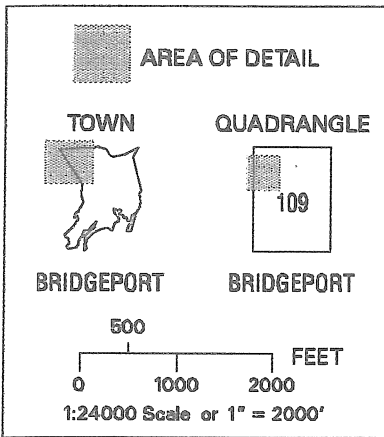 AREA OF DETAIL
TOWN QUADRANGLE
109
BRIDGEPORT BRIDGEPORT
500
FEET
0 1000 2000
1:24000 Scale or 1" = 2000'